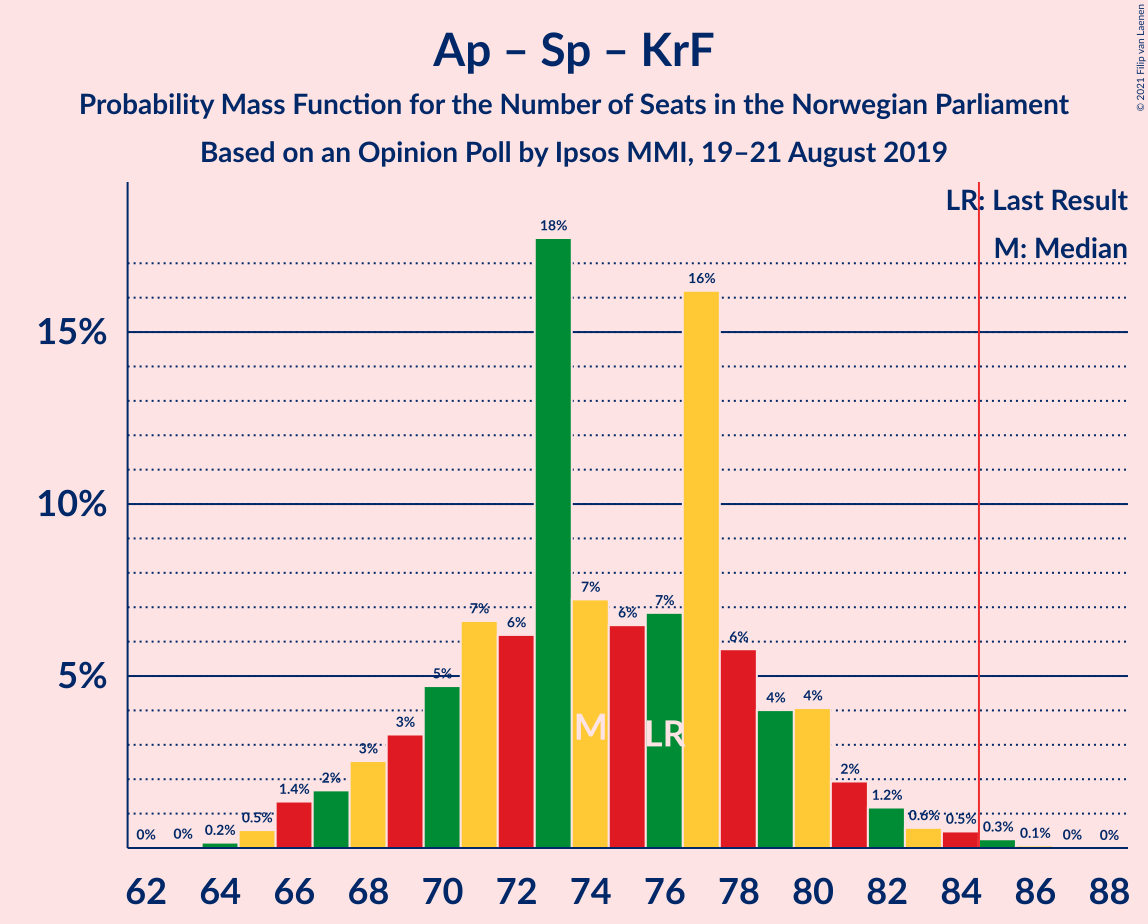 Ap – Sp – KrF
Probability Mass Function for the Number of Seats in the Norwegian Parliament
Based on an Opinion Poll by Ipsos MMI, 19–21 August 2019
© 2021 Filip van Laenen
LR: Last Result
M: Median
15%
10%
5%
0% 0% 0.2% 0.5% 1.4% 2% 3% 3% 5% 7% 6% 18% 7% 6% 7% 16% 6% 4% 4% 2% 1.2% 0.6% 0.5% 0.3% 0.1% 0% 0%
M LR
62 64 66 68 70 72 74 76 78 80 82 84 86 88